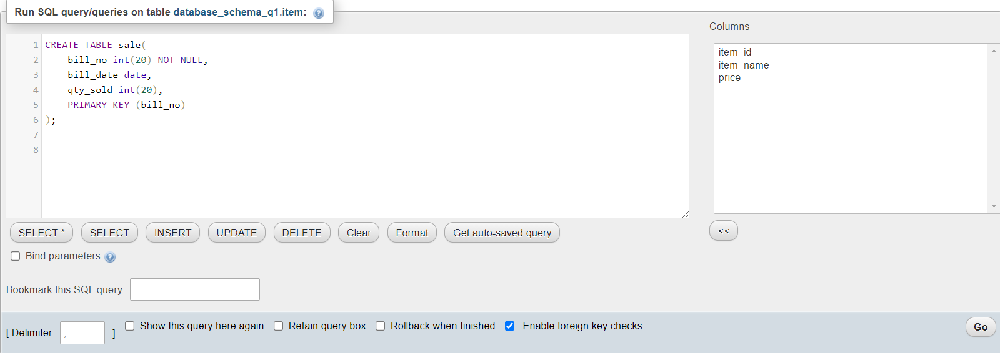 Run SQL query/queries on table database_schema_q1.item:
1 CREATE TABLE sale(
2 bill_no int(20) NOT NULL,
3 bill_date date,
4 qty_sold int(20),
5 PRIMARY KEY (bill_no)
6 );
7
8
Columns
item_id
item_name
price
SELECT * SELECT INSERT UPDATE DELETE Clear Format Get auto-saved query
<<
Bind parameters
Bookmark this SQL query:
[ Delimiter ; ] Show this query here again Retain query box Rollback when finished Enable foreign key checks Go